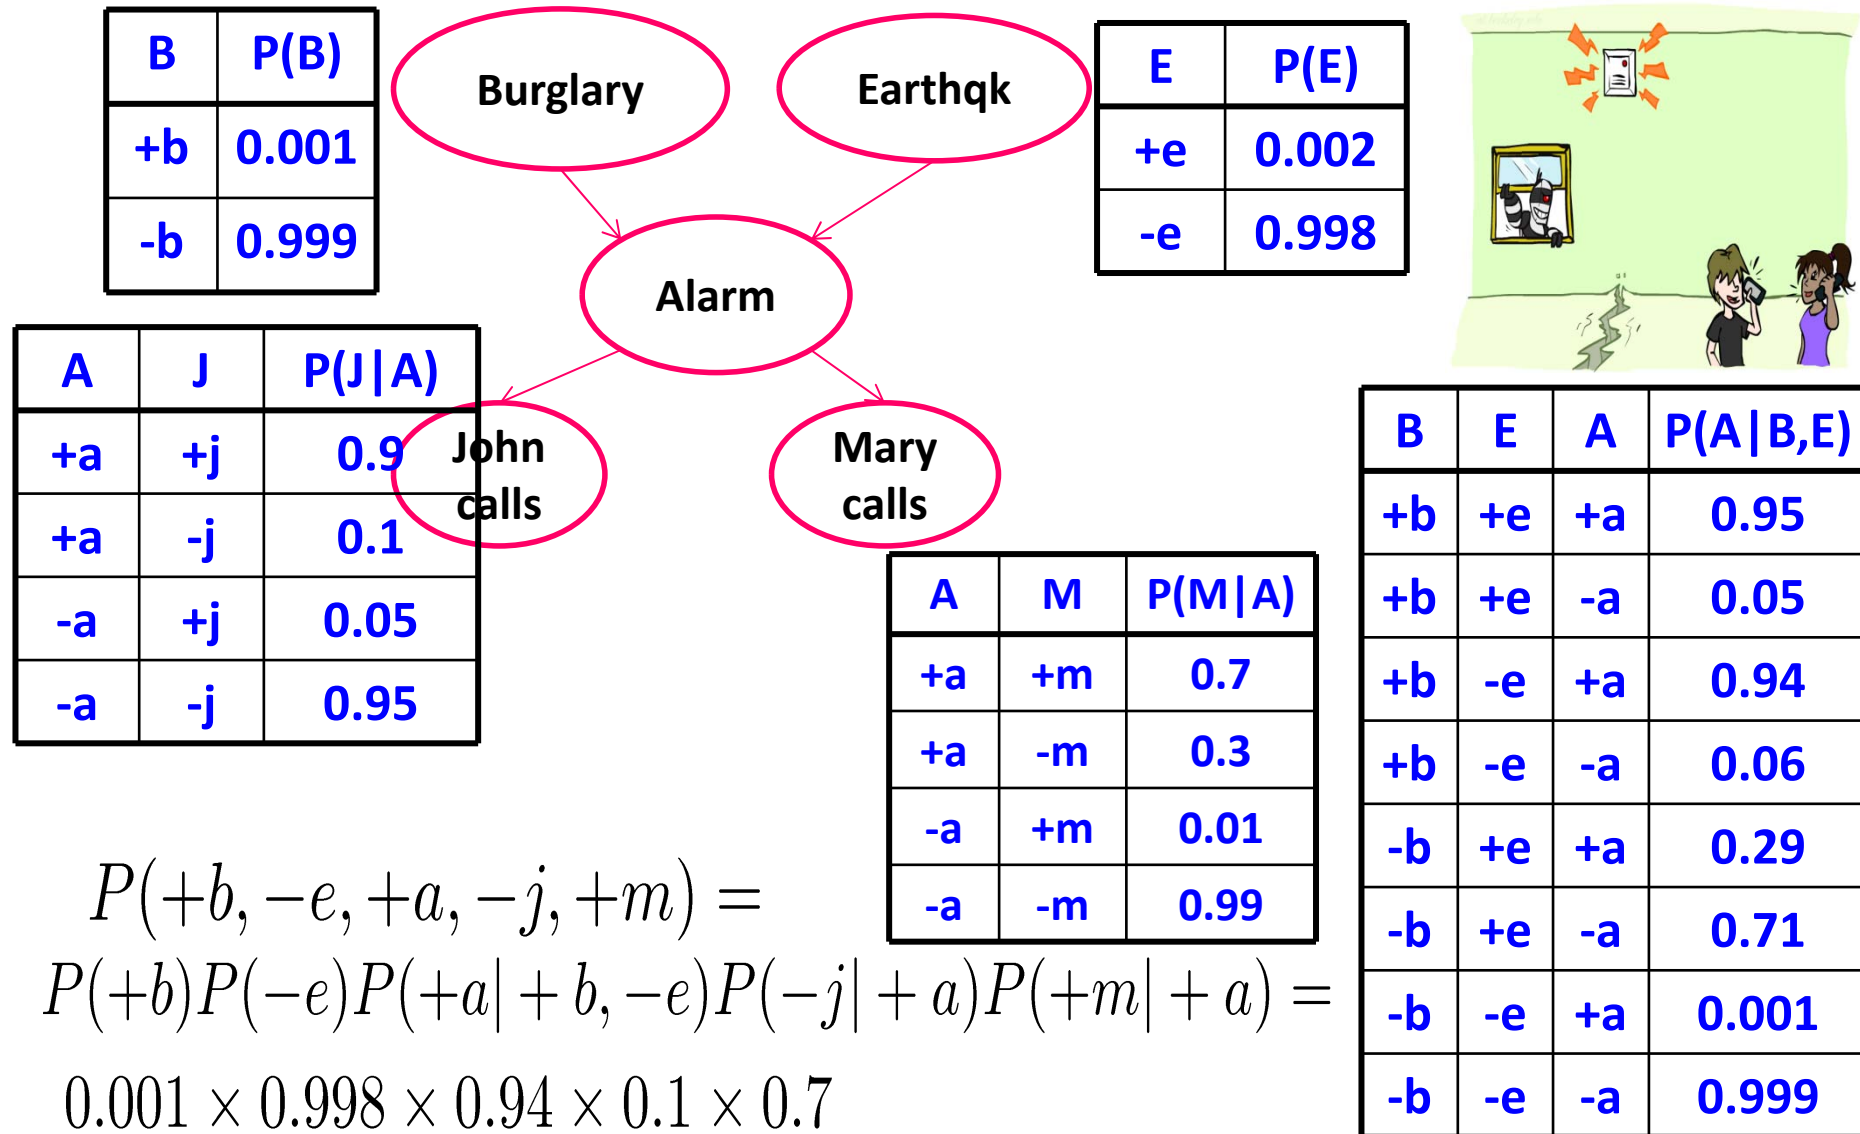 B P(B)
+b 0.001
-b 0.999
Burglary
Earthqk
E P(E)
+e 0.002
-e 0.998
Alarm
A J P(J|A)
+a +j 0.9
+a -j 0.1
-a +j 0.05
-a -j 0.95
John
calls
Mary
calls
A M P(M|A)
+a +m 0.7
+a -m 0.3
-a +m 0.01
-a -m 0.99
B E A P(A|B,E)
+b +e +a 0.95
+b +e -a 0.05
+b -e +a 0.94
+b -e -a 0.06
-b +e +a 0.29
-b +e -a 0.71
-b -e +a 0.001
-b -e -a 0.999
P(+b, −e, +a, −j, +m) =
P(+b)P(−e)P(+a| + b, −e)P(−j| + a)P(+m| + a) =
0.001 × 0.998 × 0.94 × 0.1 × 0.7